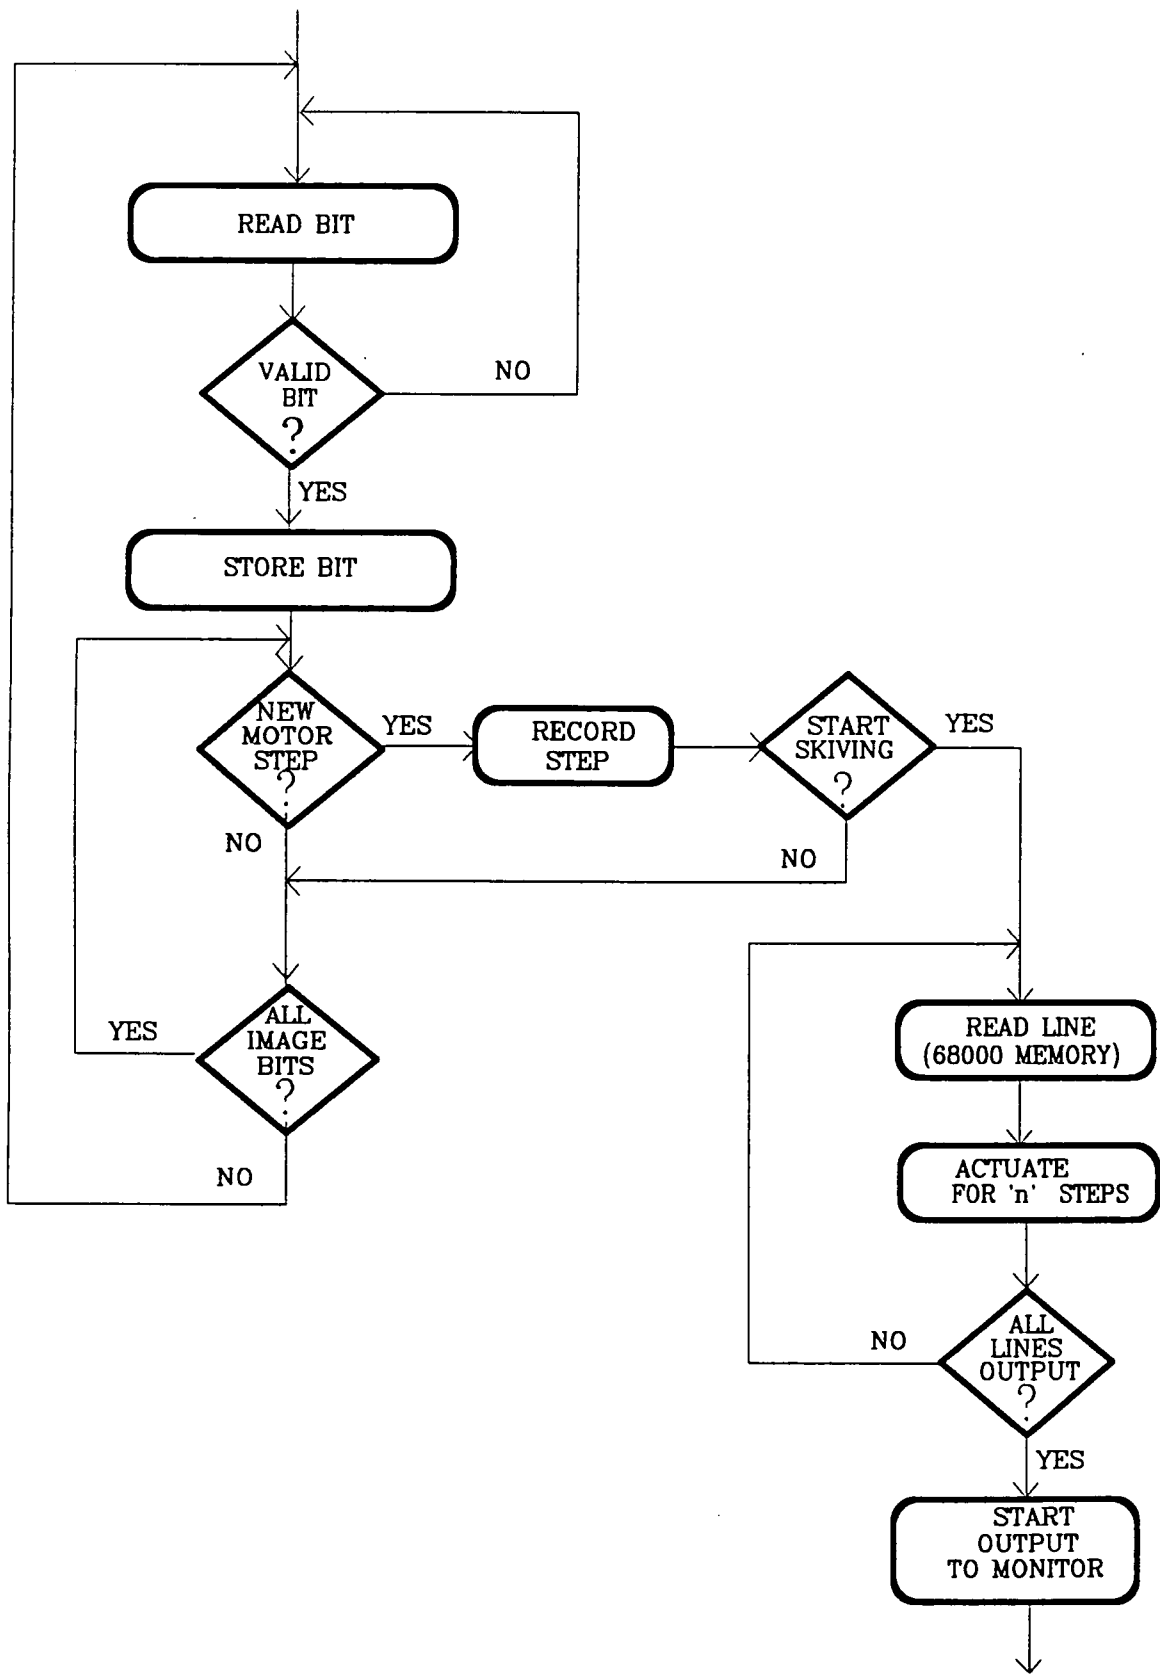 READ BIT
VALID
BIT
?
NO
YES
STORE BIT
NEW
MOTOR
STEP
?
YES
RECORD
STEP
START
SKIVING
?
YES
NO
NO
ALL
IMAGE
BITS
?
YES
NO
READ LINE
(68000 MEMORY)
ACTUATE
FOR 'n' STEPS
ALL
LINES
OUTPUT
?
NO
YES
START
OUTPUT
TO MONITOR